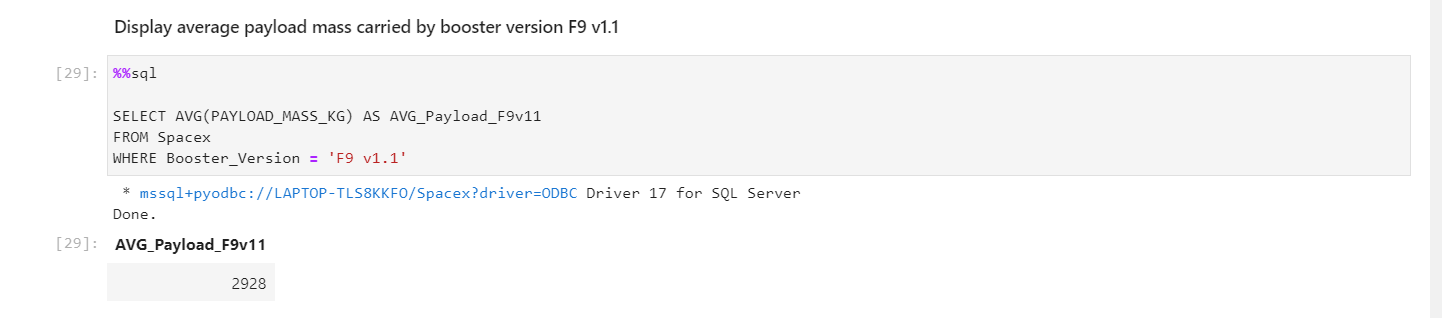 Display average payload mass carried by booster version F9 v1.1
[29]: %%sql
SELECT AVG(PAYLOAD_MASS_KG) AS AVG_Payload_F9v11
FROM Spacex
WHERE Booster_Version = 'F9 v1.1'
* mssql+pyodbc://LAPTOP-TLS8KKFO/Spacex?driver=ODBC Driver 17 for SQL Server
Done.
[29]: AVG_Payload_F9v11
2928